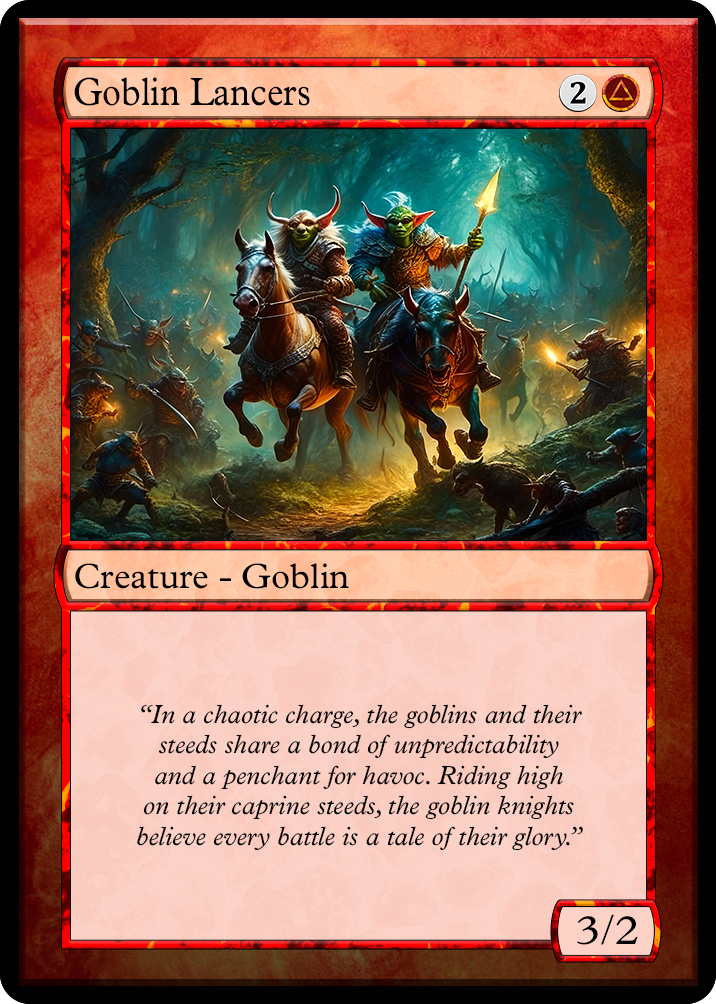 Goblin Lancers 2
Creature - Goblin
“In a chaotic charge, the goblins and their
steeds share a bond of unpredictability
and a penchant for havoc. Riding high
on their caprine steeds, the goblin knights
believe every battle is a tale of their glory.”
3/2